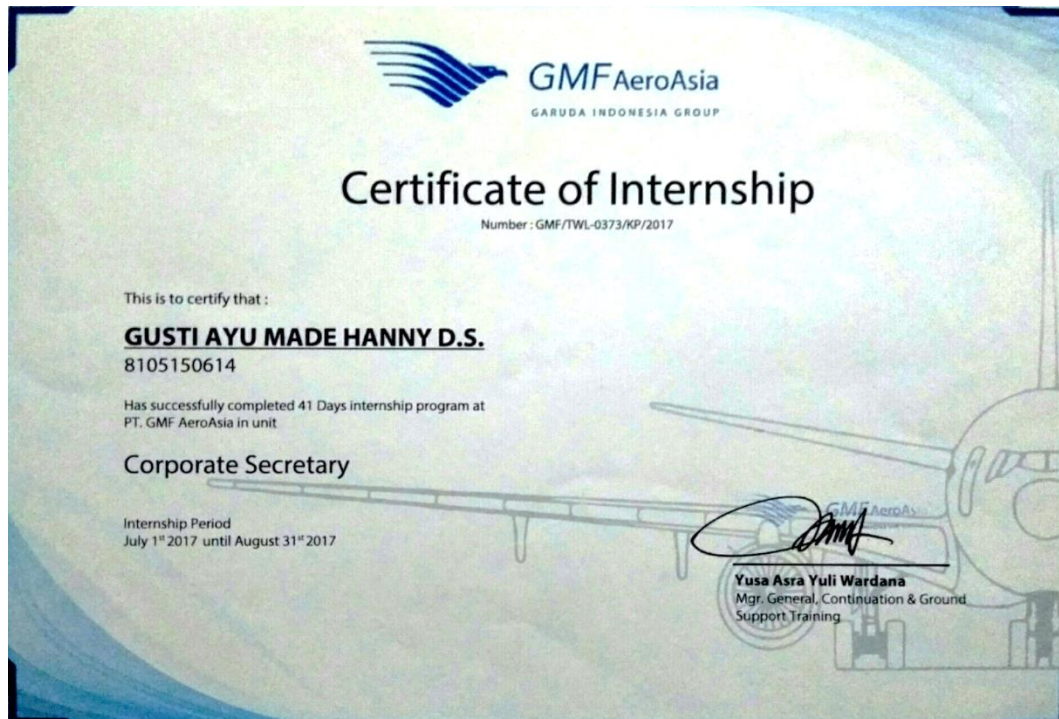 GMF AeroAsia
GARUDA INDONESIA GROUP
Certificate of Internship
Number : GMF/TWL-0373/KP/2017
This is to certify that :
GUSTI AYU MADE HANNY D.S.
8105150614
Has successfully completed 41 Days internship program at
PT. GMF AeroAsia in unit
Corporate Secretary
Internship Period
July 1st 2017 until August 31st 2017
GMF AeroAs
Yusa Asra Yuli Wardana
Mgr. General, Continuation & Ground
Support Training